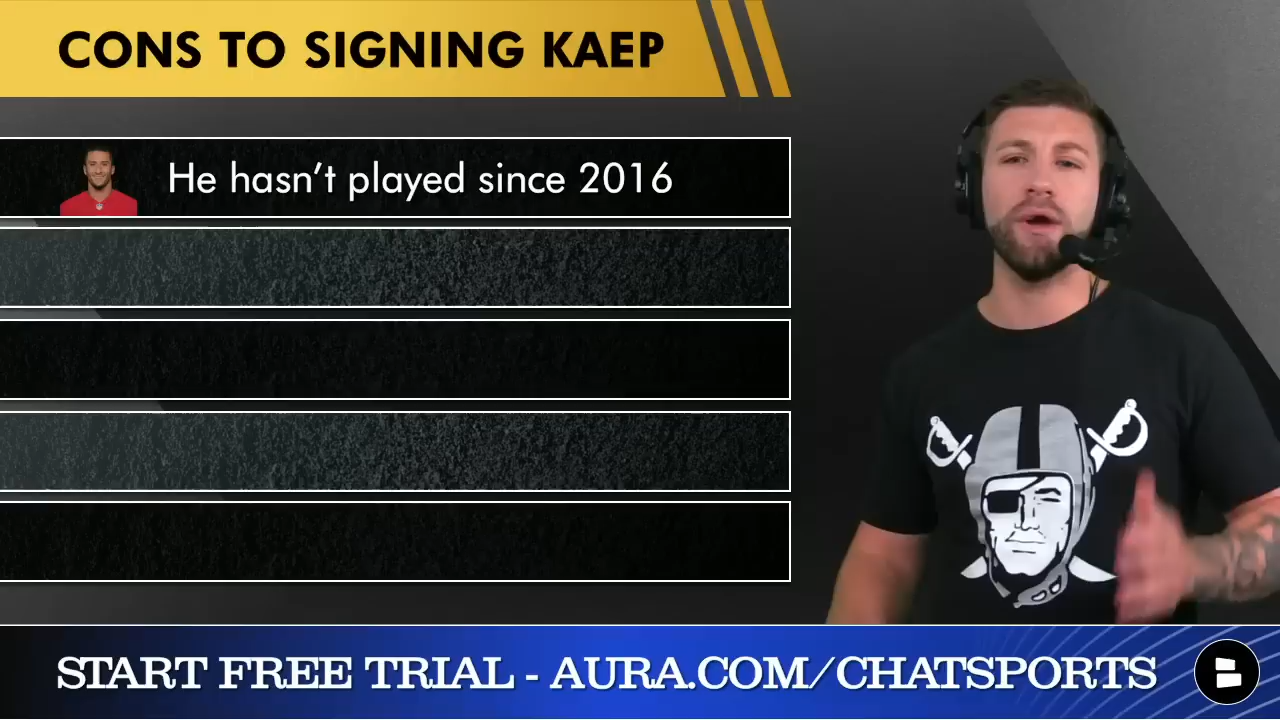 CONS TO SIGNING KAEP
He hasn’t played since 2016
START FREE TRIAL - AURA.COM/CHATSPORTS